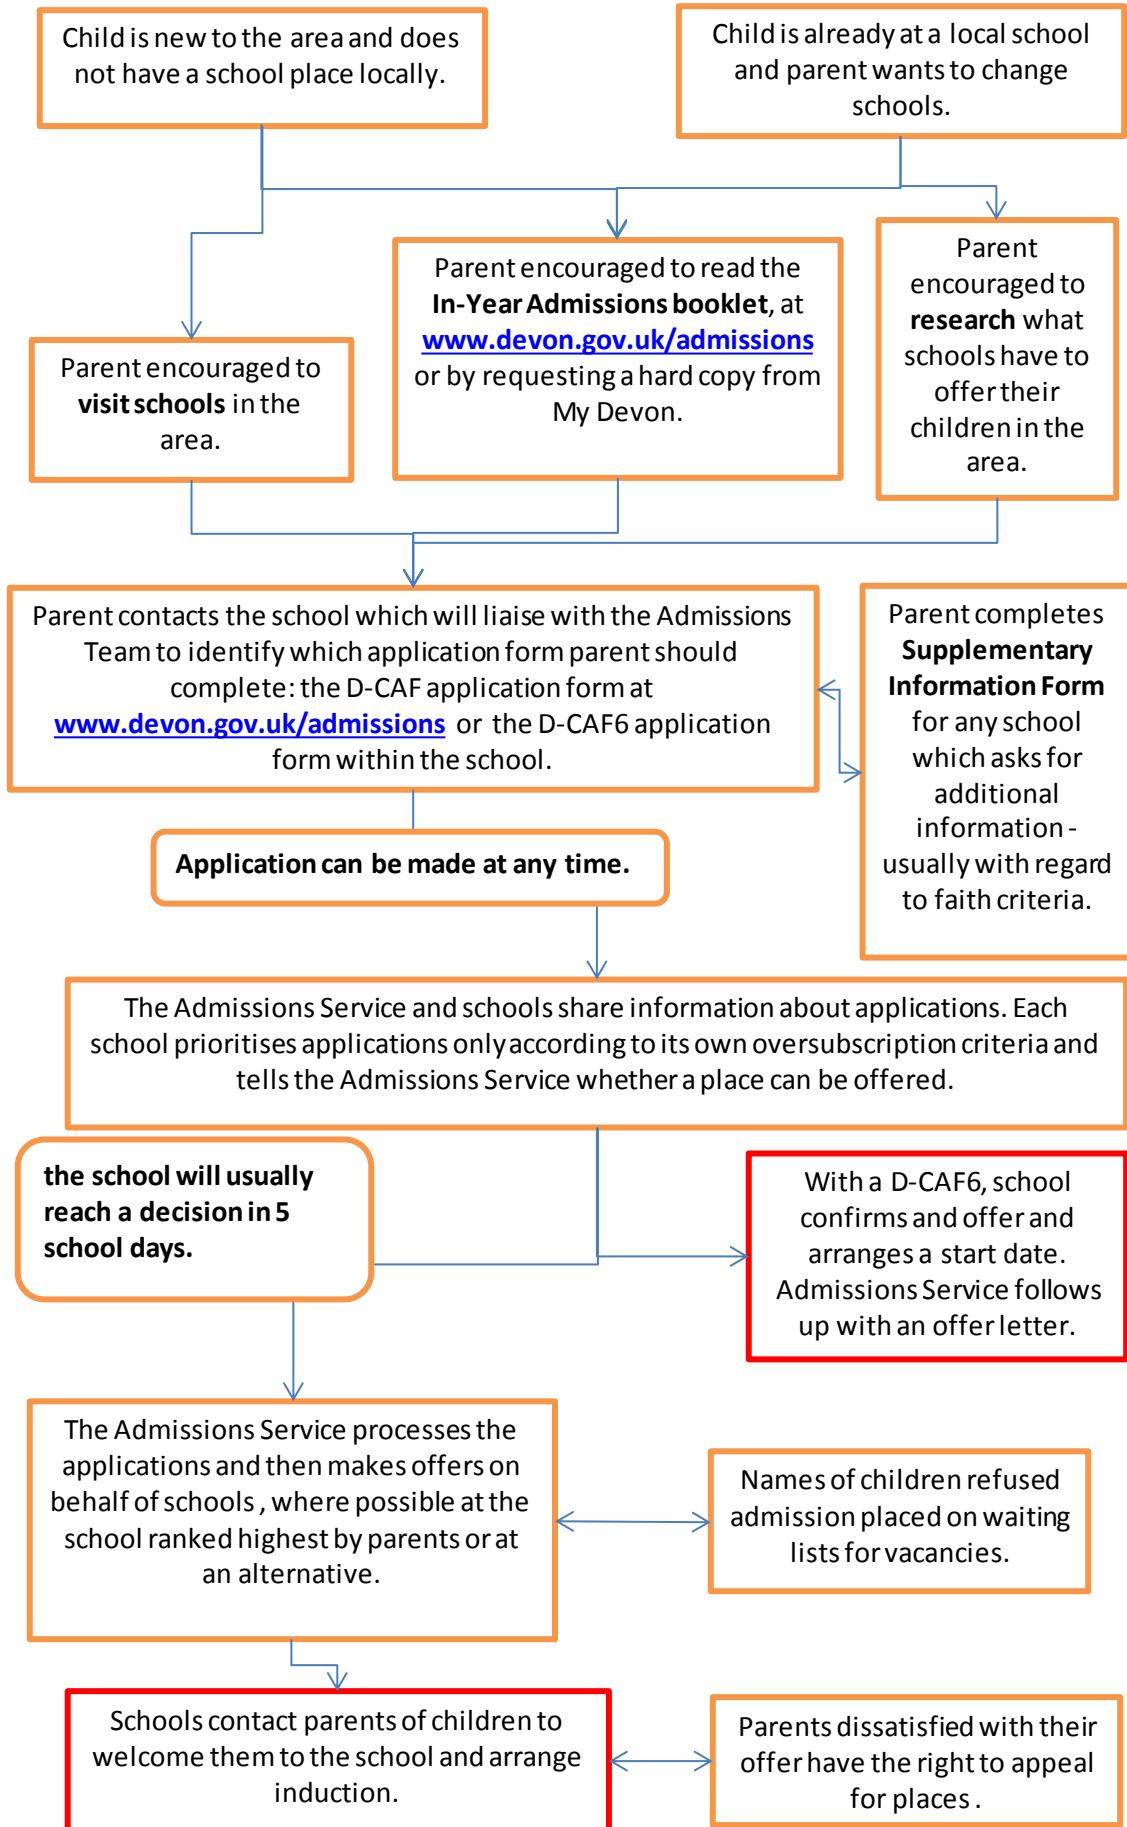 Child is new to the area and does
not have a school place locally.
Child is already at a local school
and parent wants to change
schools.
Parent encouraged to
visit schools in the
area.
Parent encouraged to read the
In-Year Admissions booklet, at
www.devon.gov.uk/admissions
or by requesting a hard copy from
My Devon.
Parent
encouraged to
research what
schools have to
offer their
children in the
area.
Parent contacts the school which will liaise with the Admissions
Team to identify which application form parent should
complete: the D-CAF application form at
www.devon.gov.uk/admissions or the D-CAF6 application
form within the school.
Parent completes
Supplementary
Information Form
for any school
which asks for
additional
information -
usually with regard
to faith criteria.
Application can be made at any time.
The Admissions Service and schools share information about applications. Each
school prioritises applications only according to its own oversubscription criteria and
tells the Admissions Service whether a place can be offered.
the school will usually
reach a decision in 5
school days.
With a D-CAF6, school
confirms and offer and
arranges a start date.
Admissions Service follows
up with an offer letter.
The Admissions Service processes the
applications and then makes offers on
behalf of schools , where possible at the
school ranked highest by parents or at
an alternative.
Names of children refused
admission placed on waiting
lists for vacancies.
Schools contact parents of children to
welcome them to the school and arrange
induction.
Parents dissatisfied with their
offer have the right to appeal
for places .